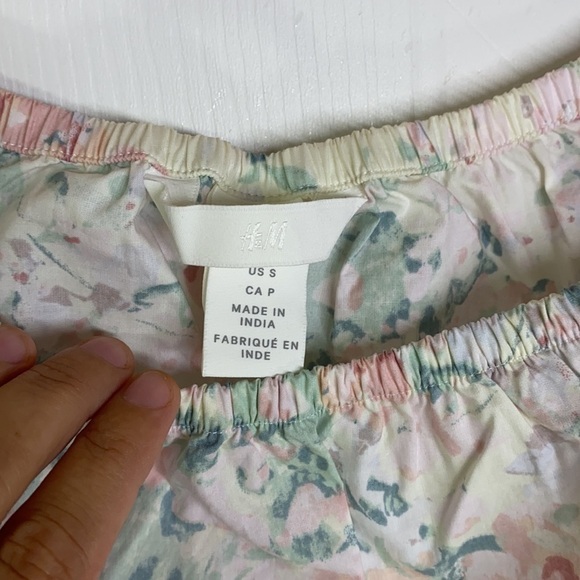 H&M
US S
CA P
MADE IN
INDIA
FABRIQUÉ EN
INDE